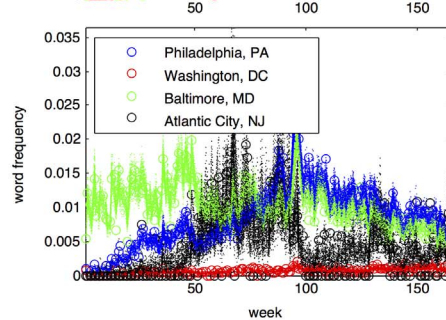 50 100 150
0.035
0.03
0.025
0.02
0.015
0.01
0.005
0
word frequency
Philadelphia, PA
Washington, DC
Baltimore, MD
Atlantic City, NJ
50 100 150
week